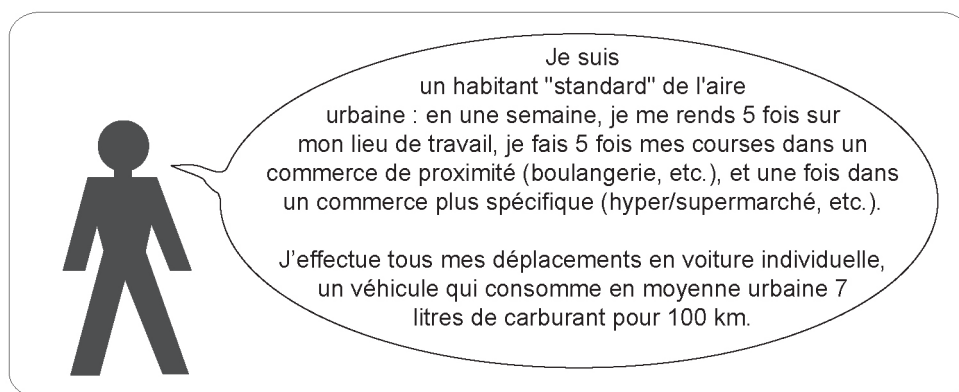 Je suis
un habitant "standard" de l'aire
urbaine : en une semaine, je me rends 5 fois sur
mon lieu de travail, je fais 5 fois mes courses dans un
commerce de proximité (boulangerie, etc.), et une fois dans
un commerce plus spécifique (hyper/supermarché, etc.).
J'effectue tous mes déplacements en voiture individuelle,
un véhicule qui consomme en moyenne urbaine 7
litres de carburant pour 100 km.